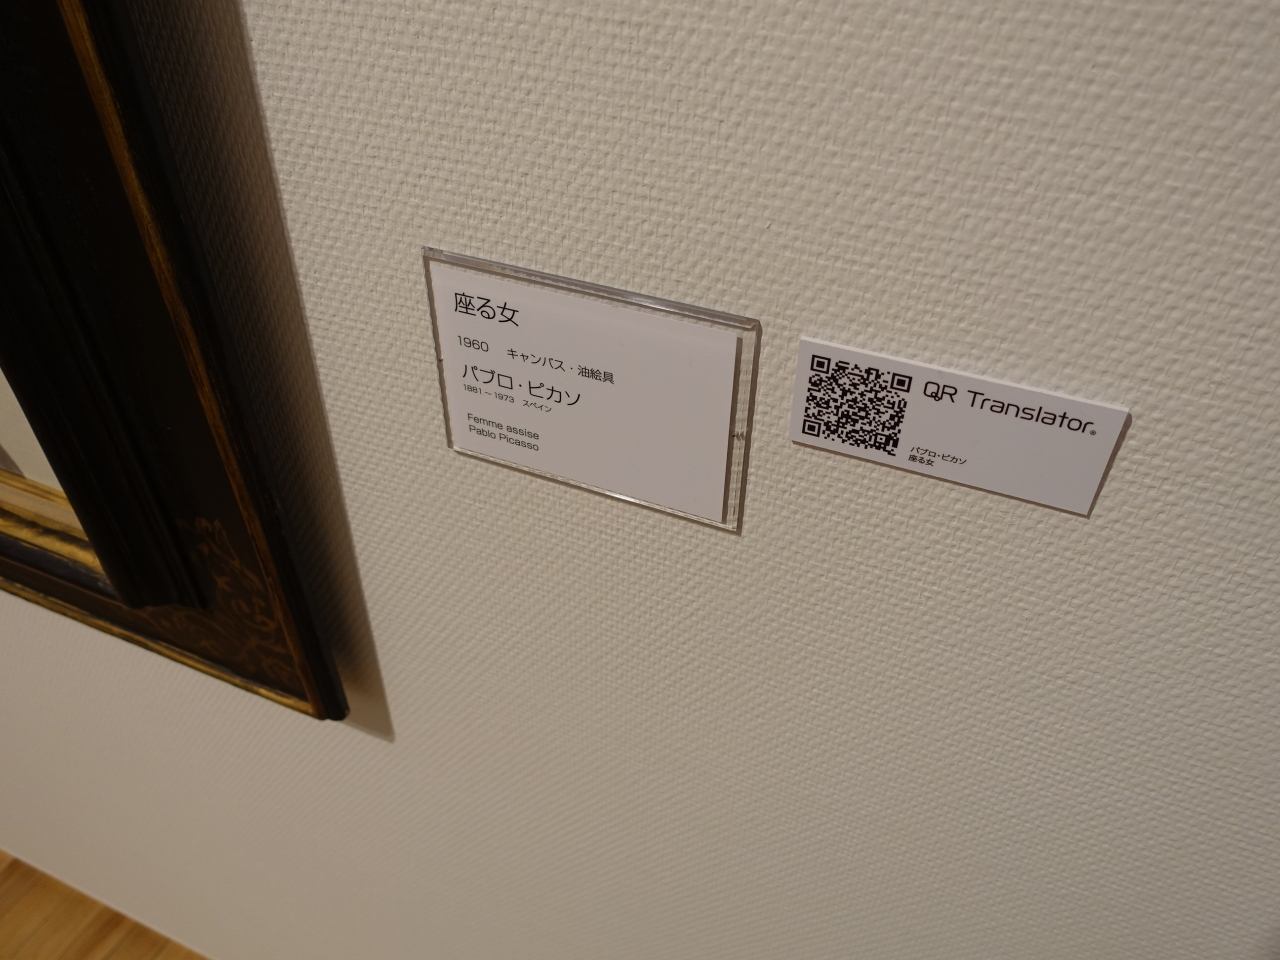 座る女
1960 キャンバス・油絵具
パブロ・ピカソ
1881～1973 スペイン
Femme assise
Pablo Picasso
QR Translator®
パブロ・ピカソ
座る女